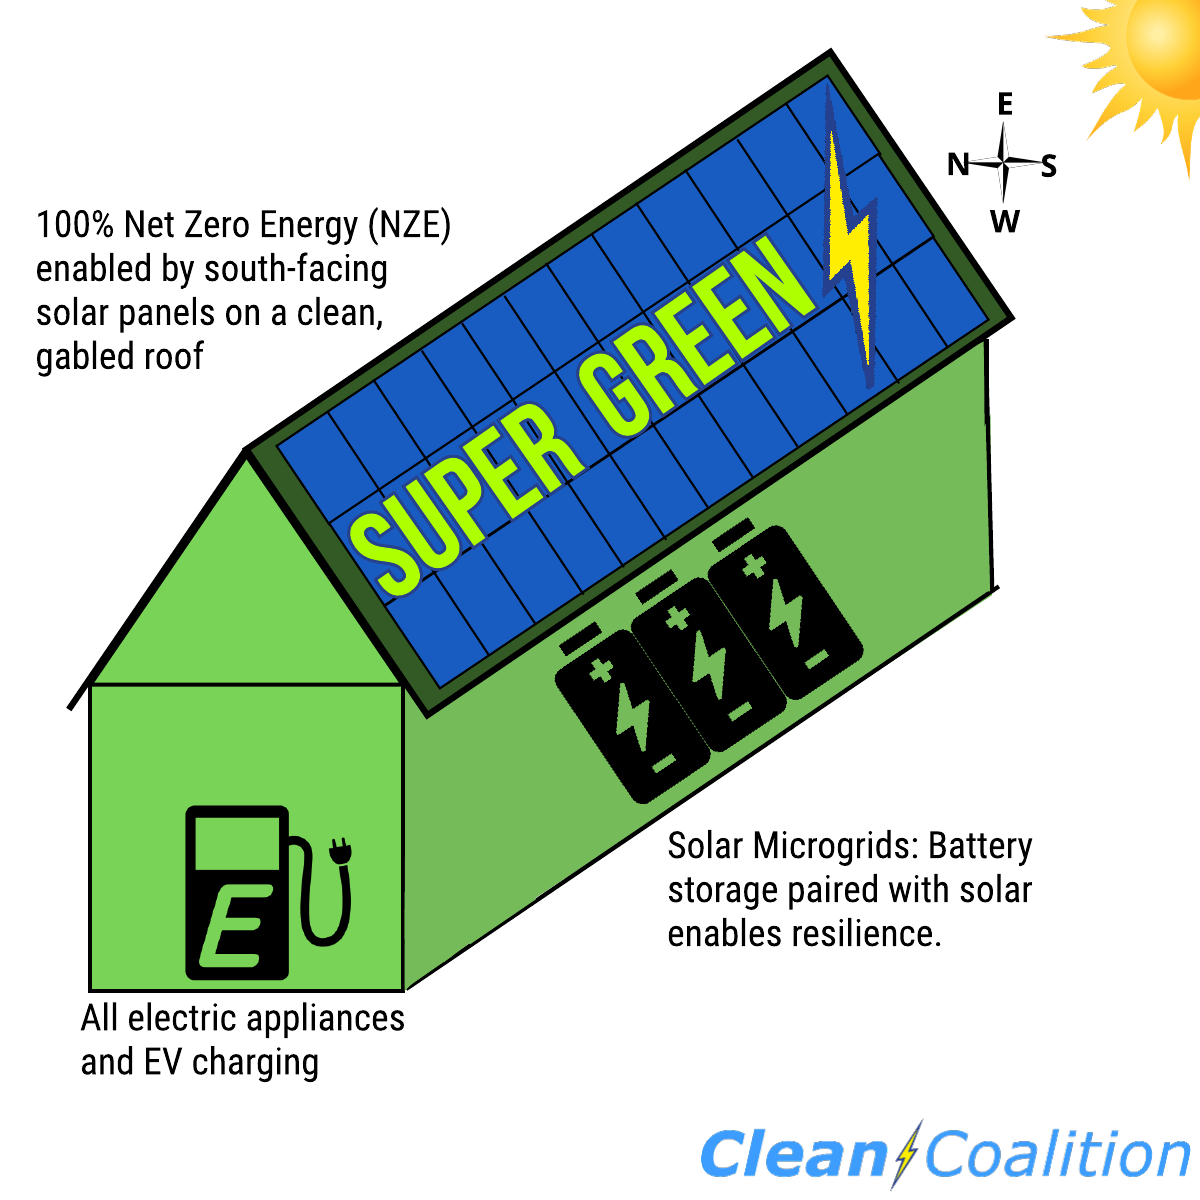 E
N S
W
100% Net Zero Energy (NZE)
enabled by south-facing
solar panels on a clean,
gabled roof
SUPER GREEN
Solar Microgrids: Battery
storage paired with solar
enables resilience.
E
All electric appliances
and EV charging
Clean Coalition